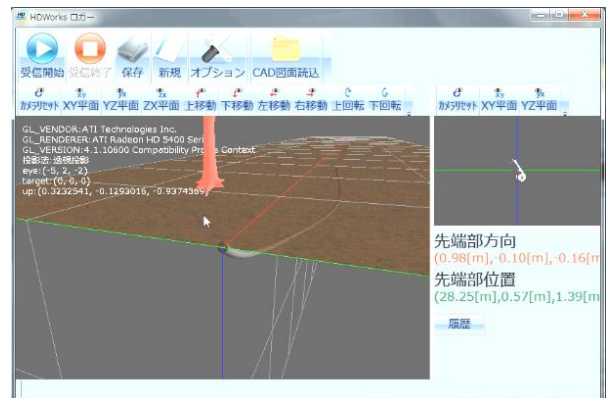 HDWorks ロガー
受信開始 受信終了 保存 新規 オプション CAD図面読込
カメラリセット XY平面 YZ平面 ZX平面 上移動 下移動 左移動 右移動 上回転 下回転
カメラリセット XY平面 YZ平面
GL_VENDOR:ATI Technologies Inc.
GL_RENDERER:ATI Radeon HD 5400 Seri
GL_VERSION:4.1.10600 Compatibility Profile Context
投影法:透視投影
eye:(-5, 2, -2)
target:(0, 0, 0)
up:(0.3232541, -0.1293016, -0.9374369)
先端部方向
(0.98[m],-0.10[m],-0.16[m
先端部位置
(28.25[m],0.57[m],1.39[m
履歴